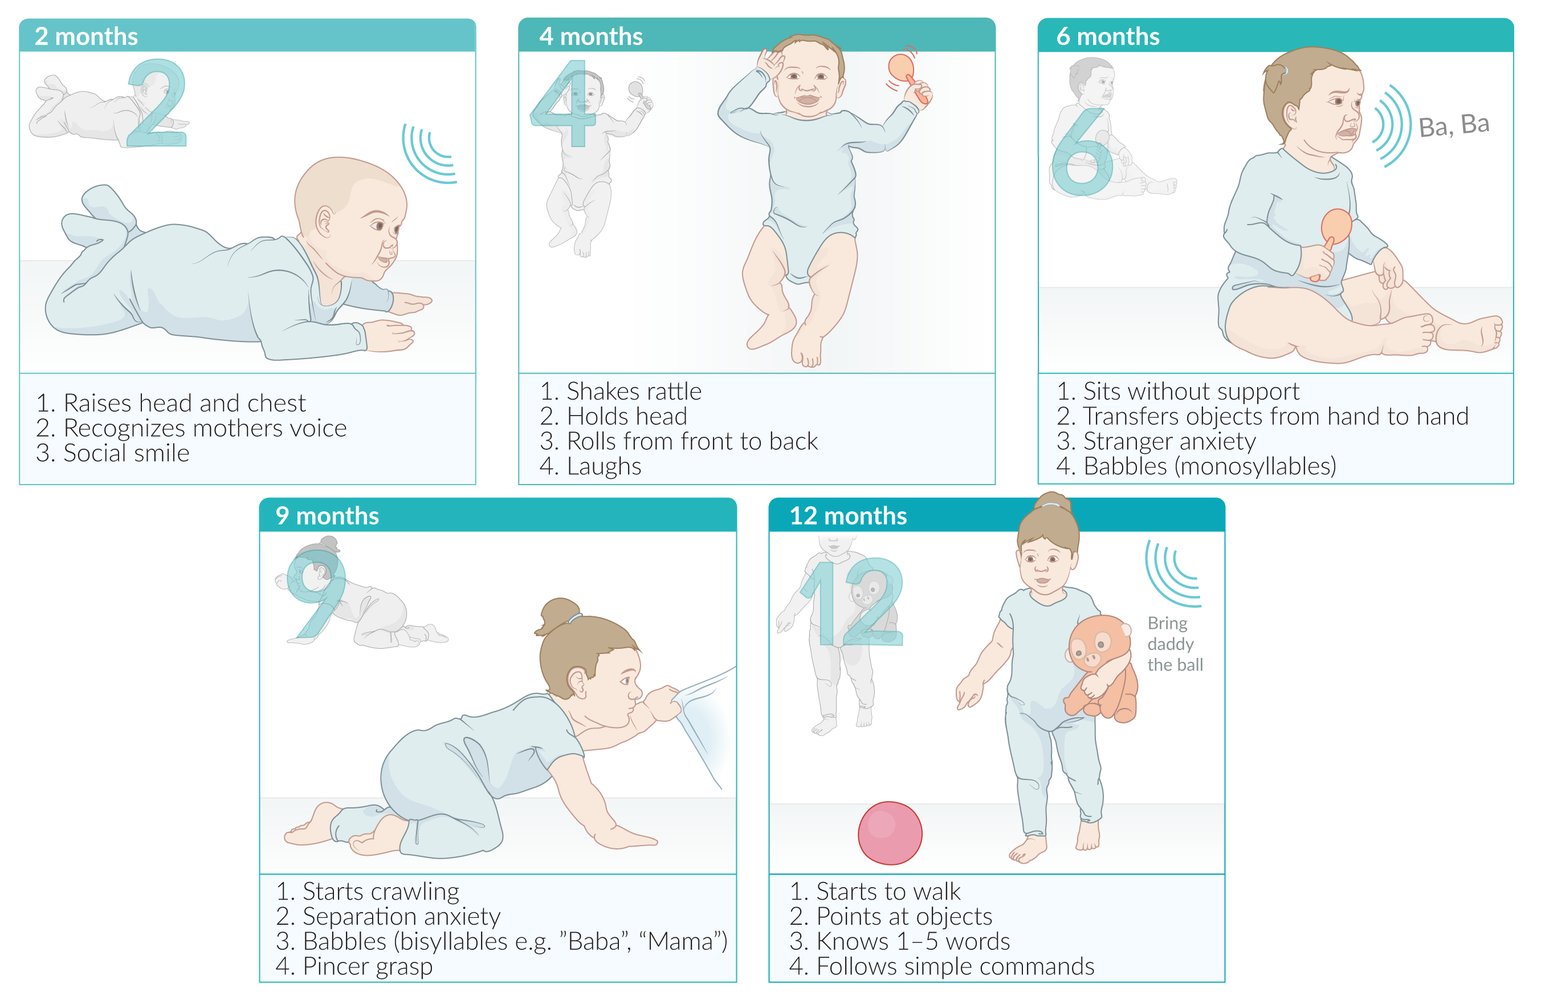 2 months
2
1. Raises head and chest
2. Recognizes mothers voice
3. Social smile
4 months
4
1. Shakes rattle
2. Holds head
3. Rolls from front to back
4. Laughs
6 months
6
Ba, Ba
1. Sits without support
2. Transfers objects from hand to hand
3. Stranger anxiety
4. Babbles (monosyllables)
9 months
9
1. Starts crawling
2. Separation anxiety
3. Babbles (bisyllables e.g. ”Baba”, “Mama”)
4. Pincer grasp
12 months
12
Bring
daddy
the ball
1. Starts to walk
2. Points at objects
3. Knows 1–5 words
4. Follows simple commands